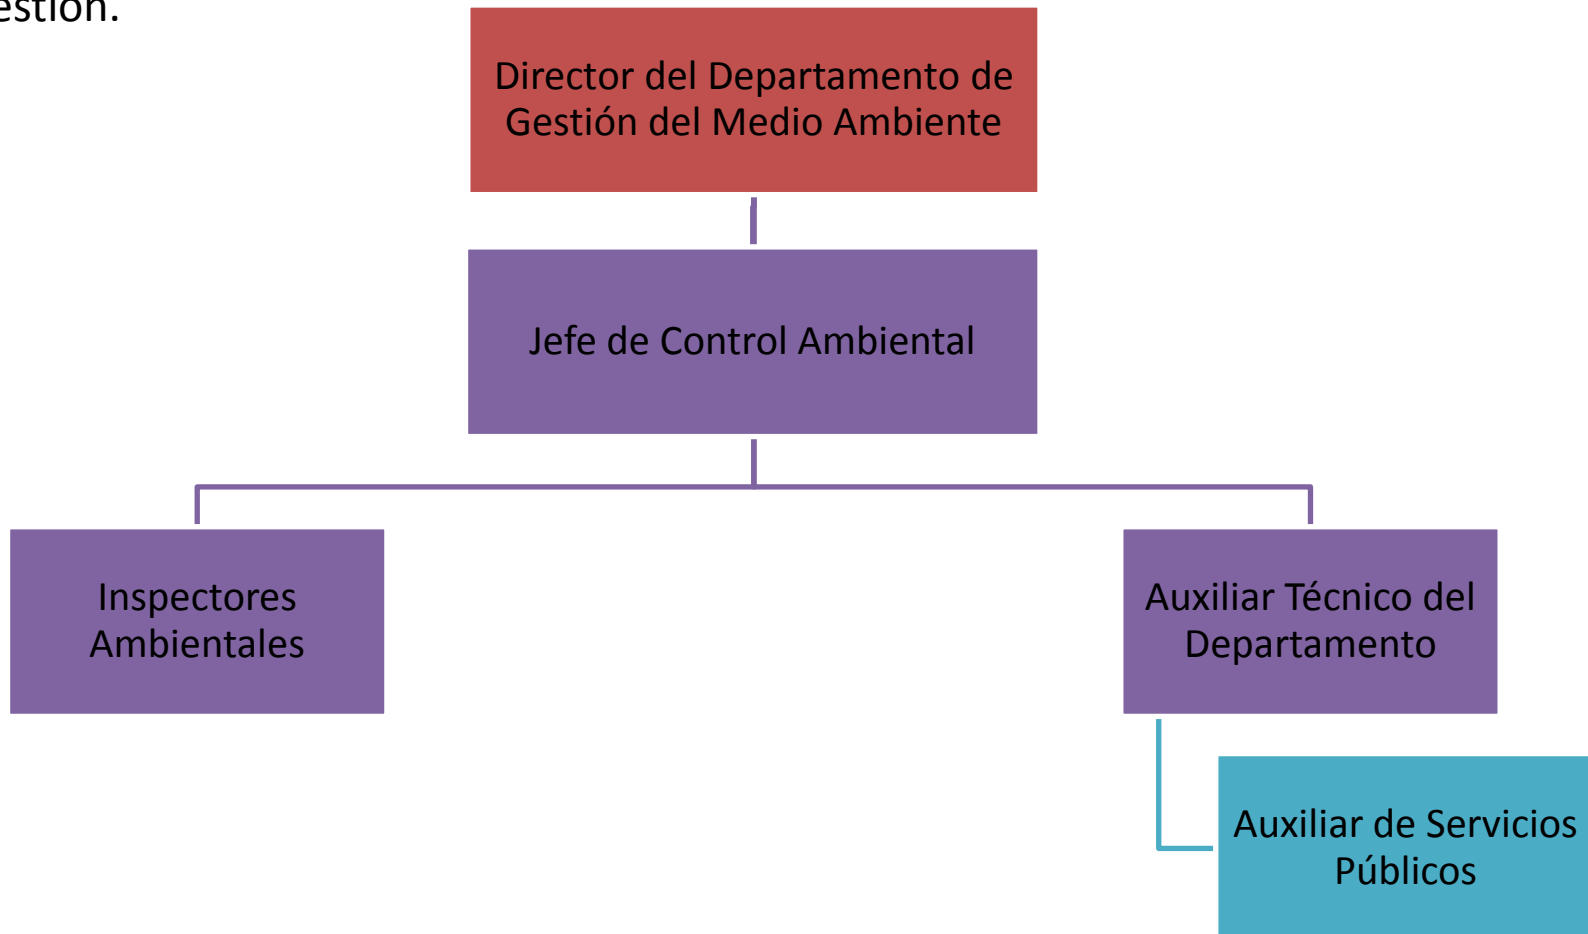 estión.
Director del Departamento de
Gestión del Medio Ambiente
Jefe de Control Ambiental
Inspectores
Ambientales
Auxiliar Técnico del
Departamento
Auxiliar de Servicios
Públicos